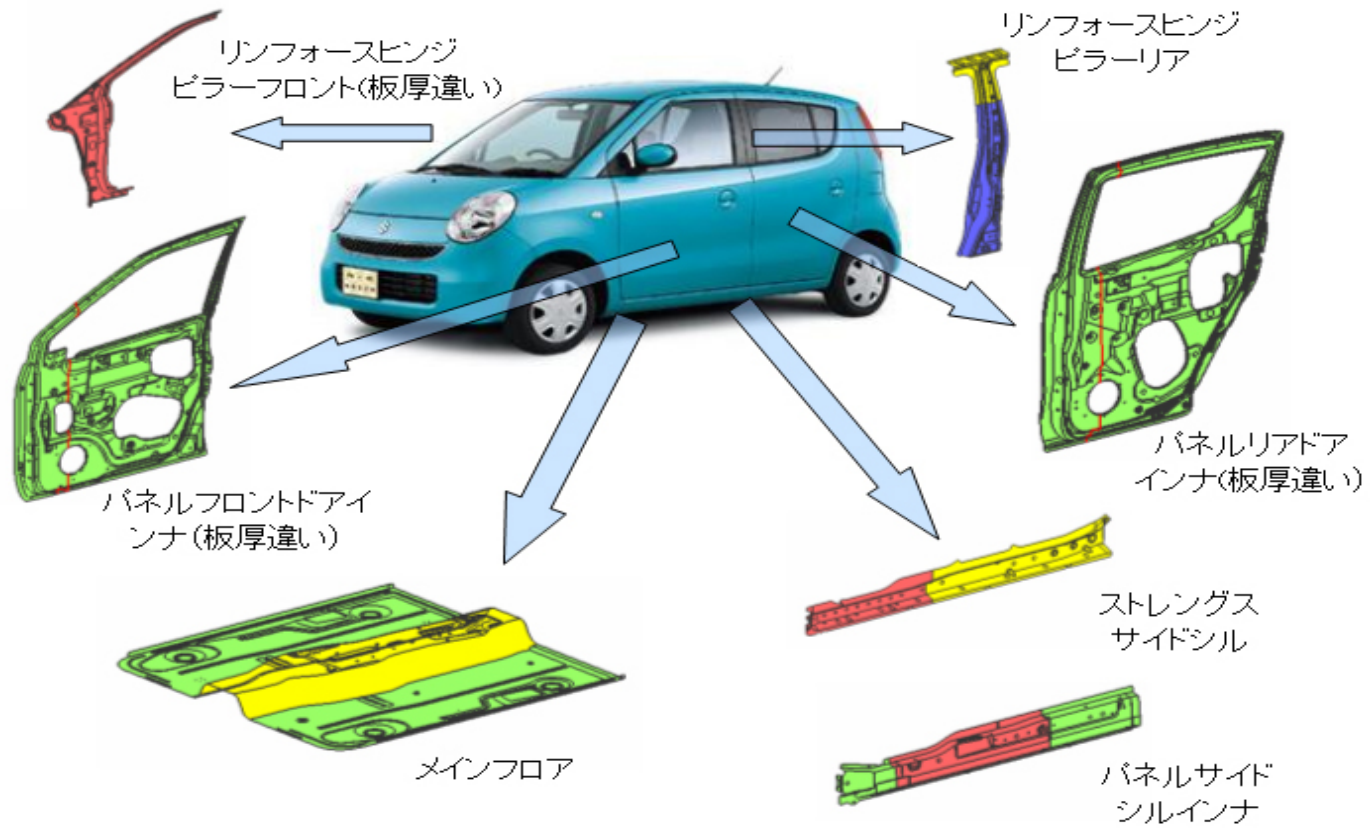 リンフォースヒンジ
ピラーフロント(板厚違い)
リンフォースヒンジ
ピラーリア
パネルリアドア
インナ(板厚違い)
パネルフロントドアイ
ンナ(板厚違い)
ストレングス
サイドシル
メインフロア
パネルサイド
シルインナ